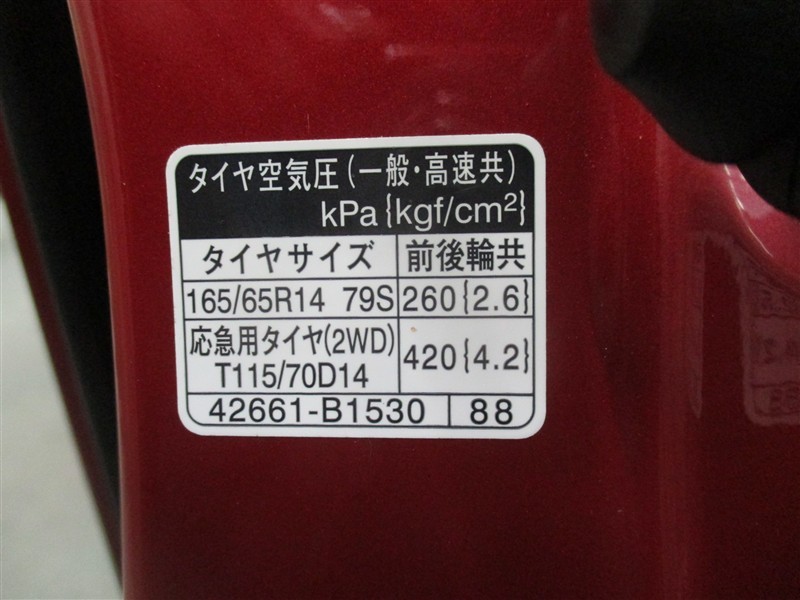 タイヤ空気圧(一般・高速共)
kPa{kgf/cm²}
タイヤサイズ 前後輪共
165/65R14 79S 260{2.6}
応急用タイヤ(2WD) 420{4.2}
T115/70D14
42661-B1530 88